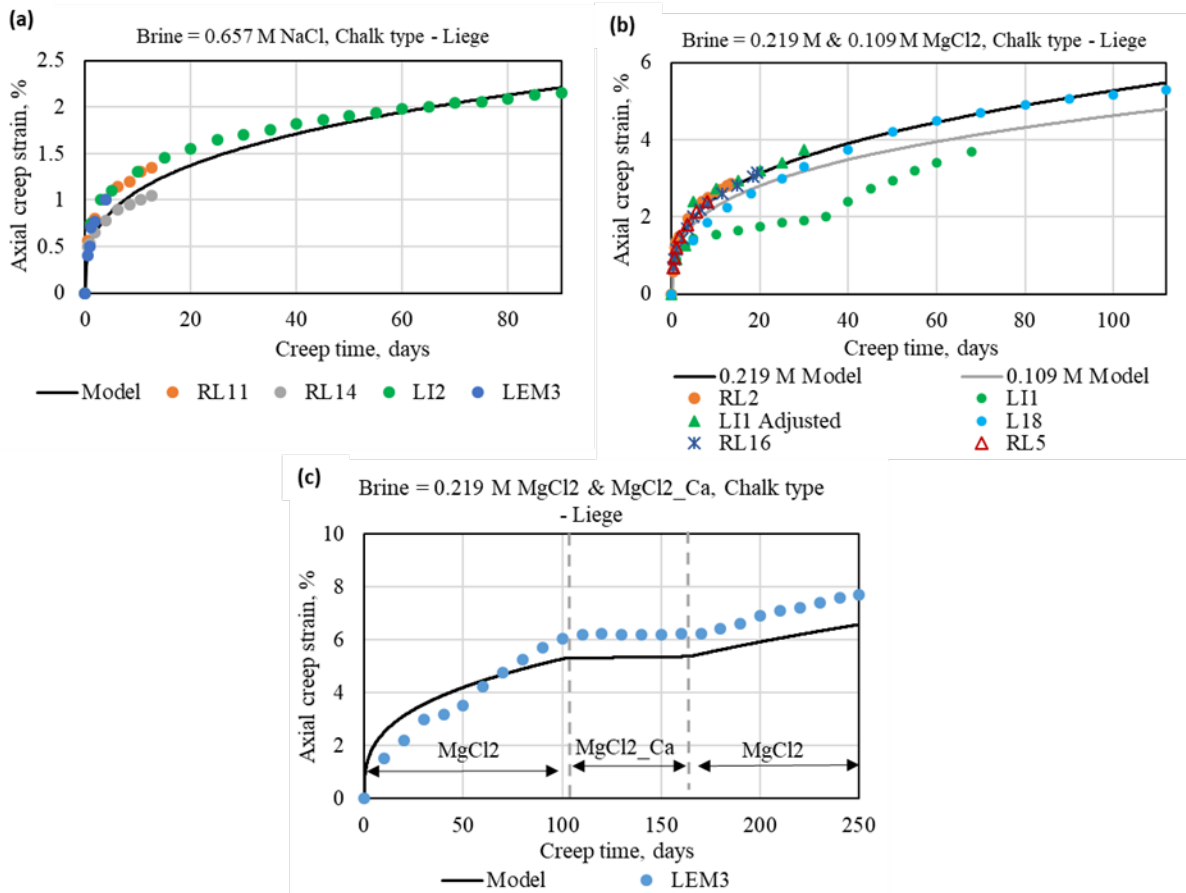 (a)
Brine = 0.657 M NaCl, Chalk type - Liege
Axial creep strain, %
2.5
2
1.5
1
0.5
0
0 20 40 60 80
Creep time, days
Model RL11 RL14 LI2 LEM3
(b)
Brine = 0.219 M & 0.109 M MgCl2, Chalk type - Liege
Axial creep strain, %
6
4
2
0
0 20 40 60 80 100
Creep time, days
0.219 M Model 0.109 M Model
RL2 LI1
LI1 Adjusted L18
RL16 RL5
(c)
Brine = 0.219 M MgCl2 & MgCl2_Ca, Chalk type
- Liege
Axial creep strain, %
10
8
6
4
2
0
MgCl2 MgCl2_Ca MgCl2
0 50 100 150 200 250
Creep time, days
Model LEM3